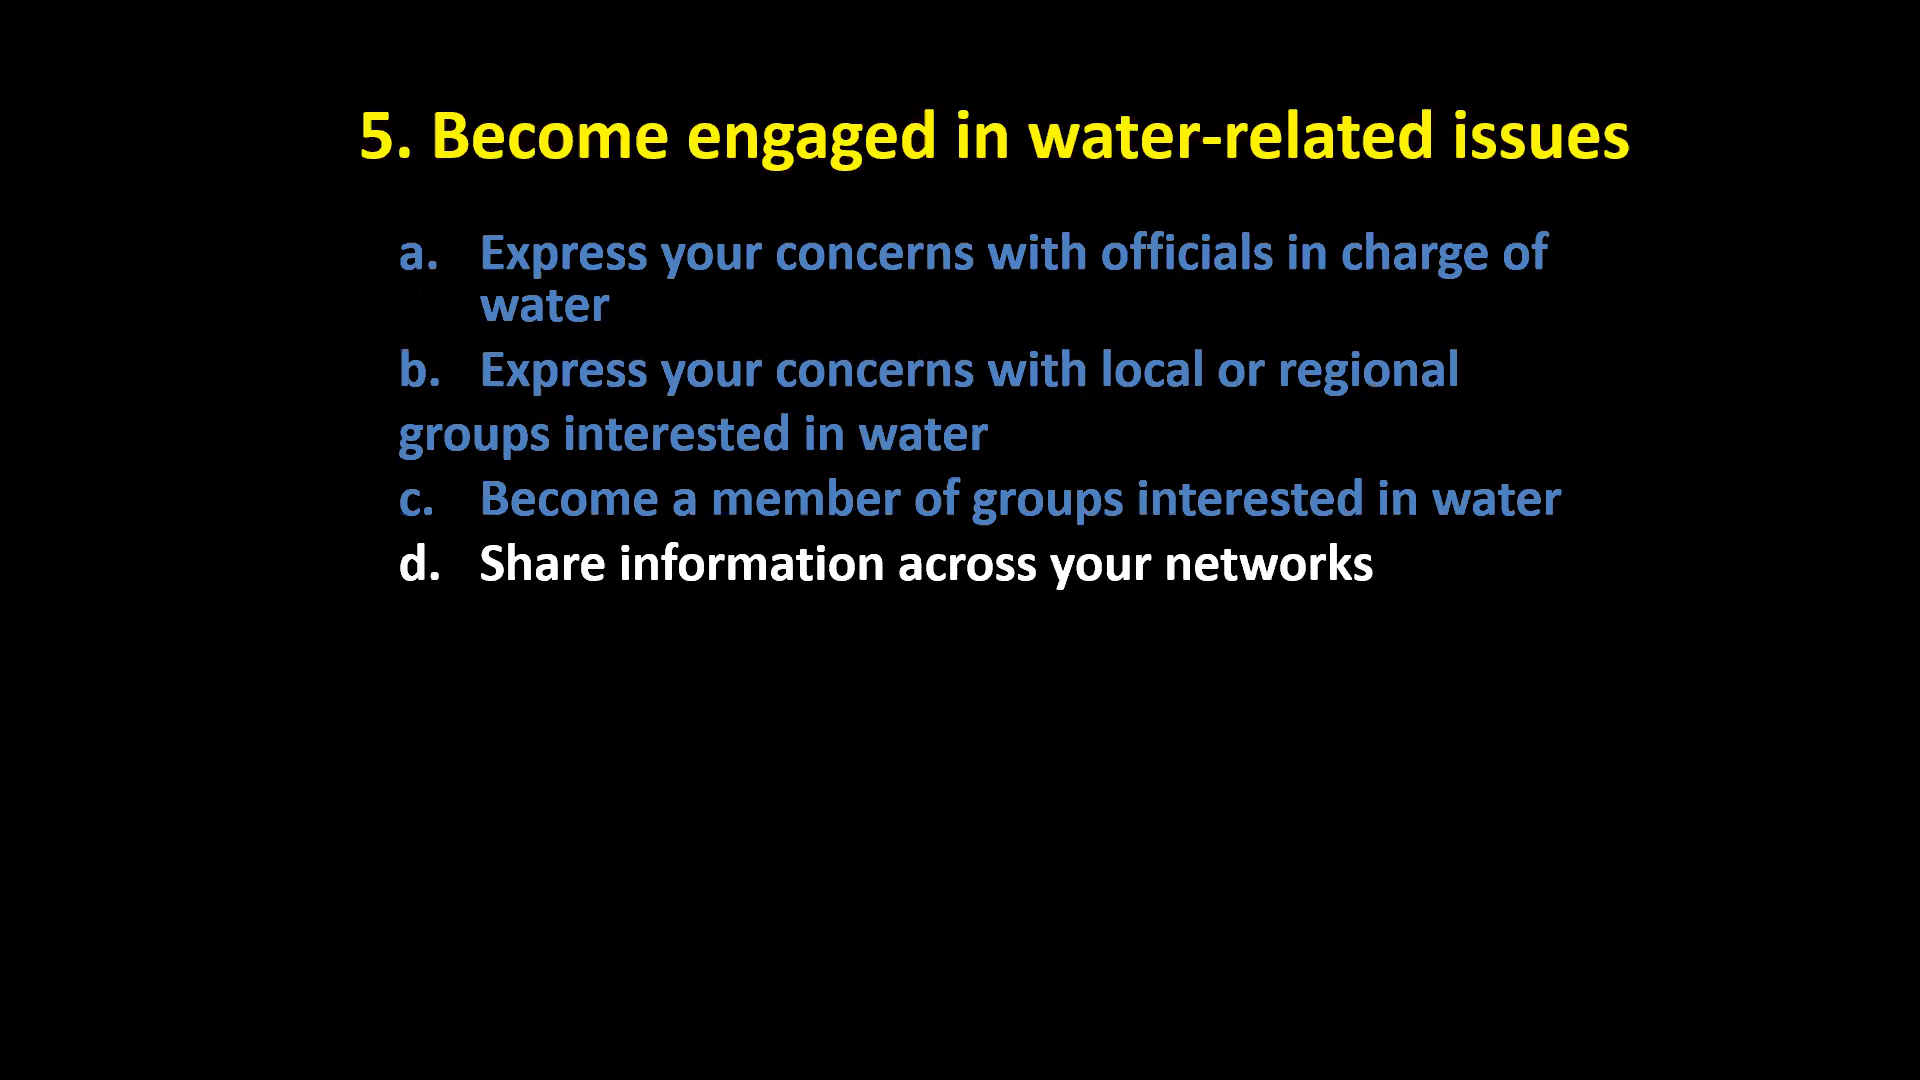 5. Become engaged in water-related issues
a. Express your concerns with officials in charge of
water
b. Express your concerns with local or regional
groups interested in water
c. Become a member of groups interested in water
d. Share information across your networks